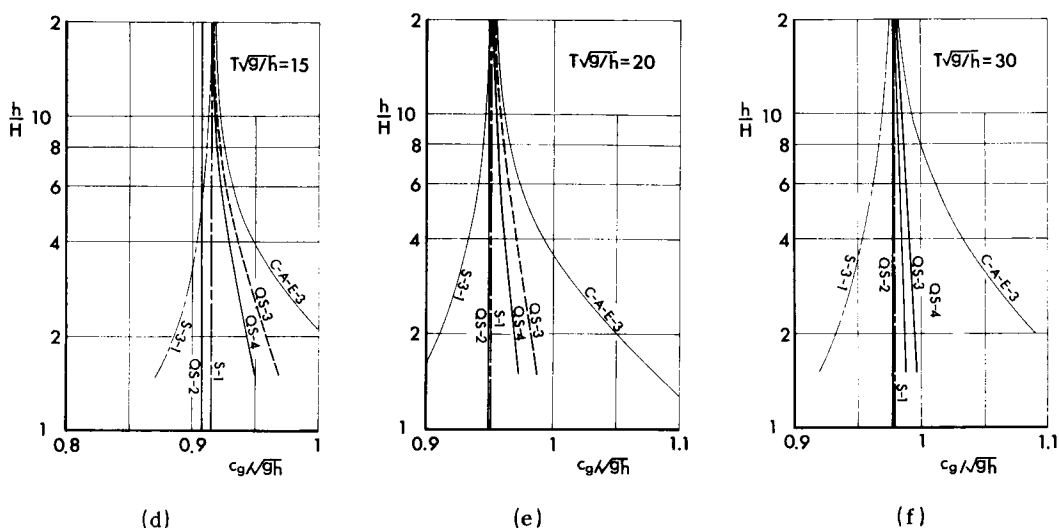 2
T√g/h=15
h/H
10
8
6
4
2
1
S-3-1
QS-2
S-1
QS-4
QS-3
C-A-E-3
0.8
0.9
1
cg/√gh
(d)
2
T√g/h=20
h/H
10
8
6
4
2
1
S-3-1
QS-2
S-1
QS-4
QS-3
C-A-E-3
0.9
1
1.1
cg/√gh
(e)
2
T√g/h=30
h/H
10
8
6
4
2
1
S-3-1
QS-2
S-1
QS-3
QS-4
C-A-E-3
0.9
1
1.1
cg/√gh
(f)